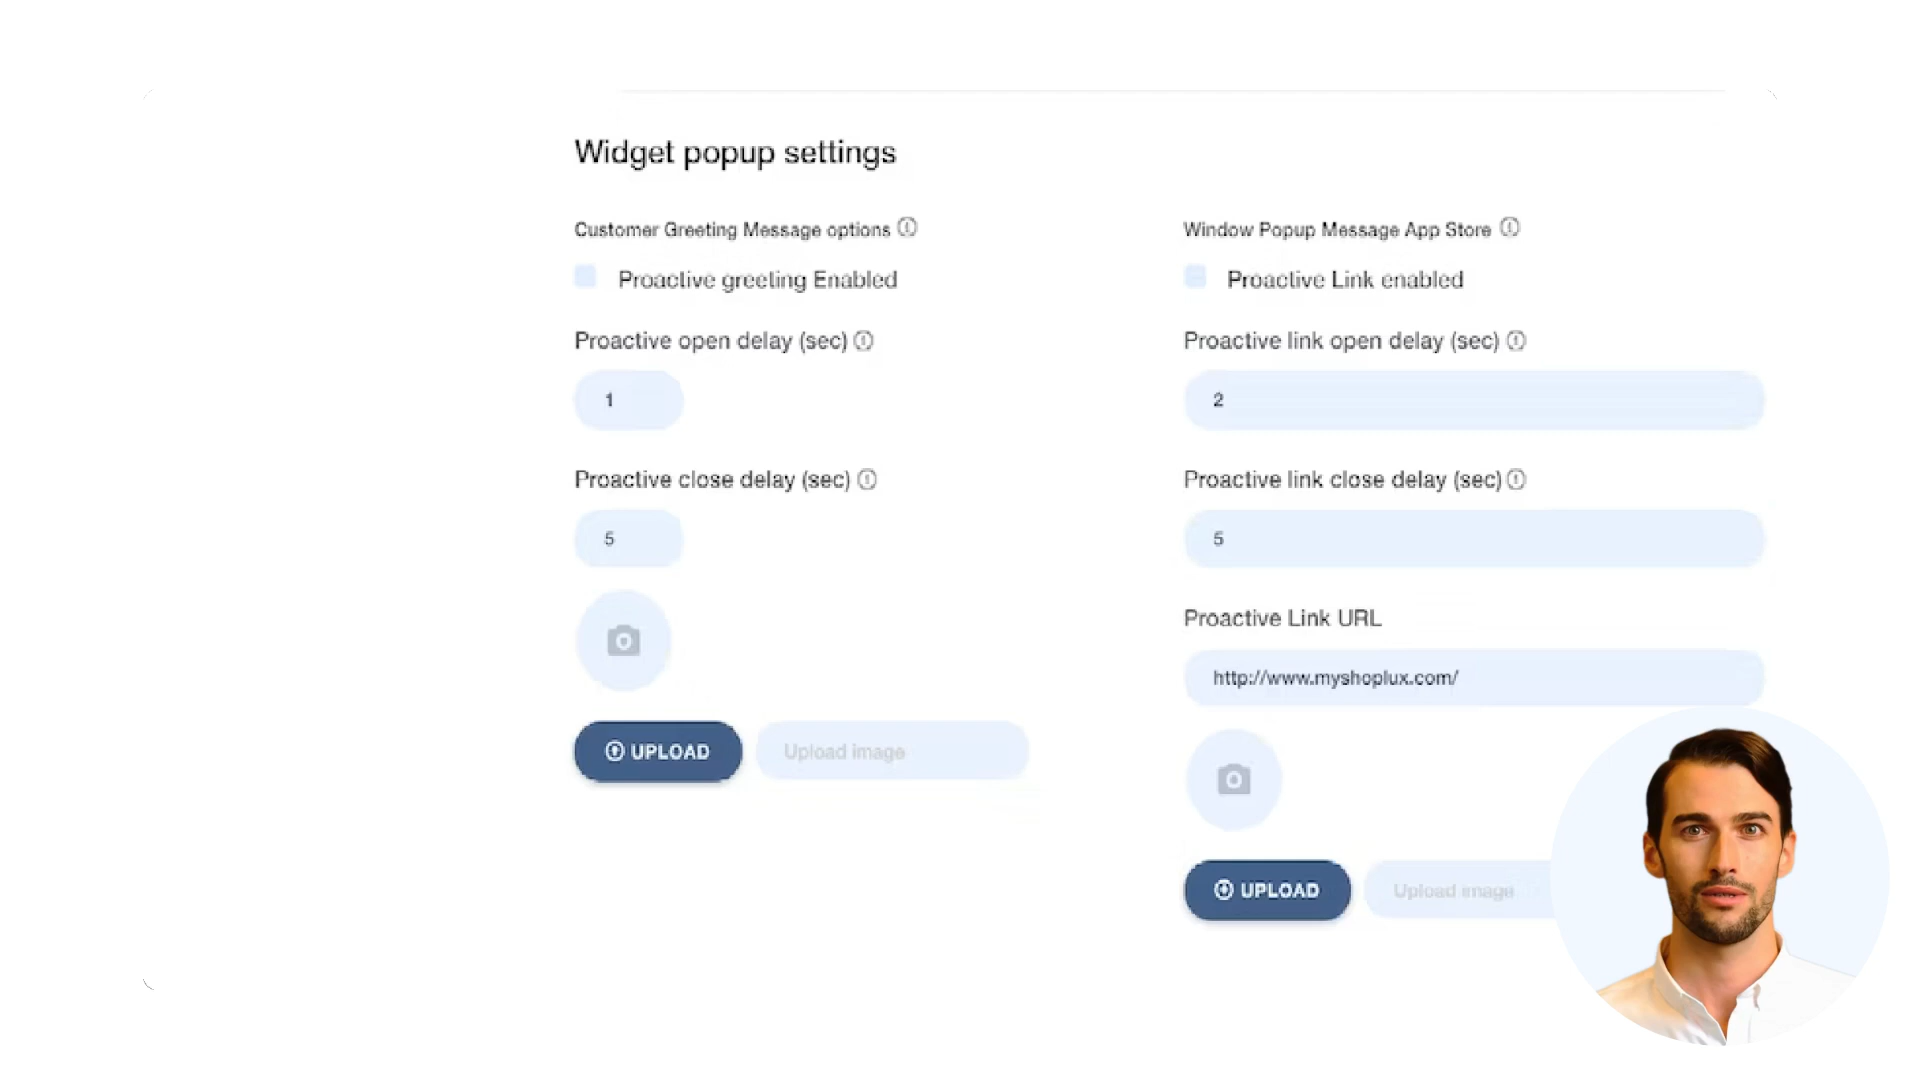 Widget popup settings
Customer Greeting Message options
Proactive greeting Enabled
Proactive open delay (sec)
1
Proactive close delay (sec)
5
UPLOAD
Upload image
Window Popup Message App Store
Proactive Link enabled
Proactive link open delay (sec)
2
Proactive link close delay (sec)
5
Proactive Link URL
http://www.myshoplux.com/
UPLOAD
Upload image